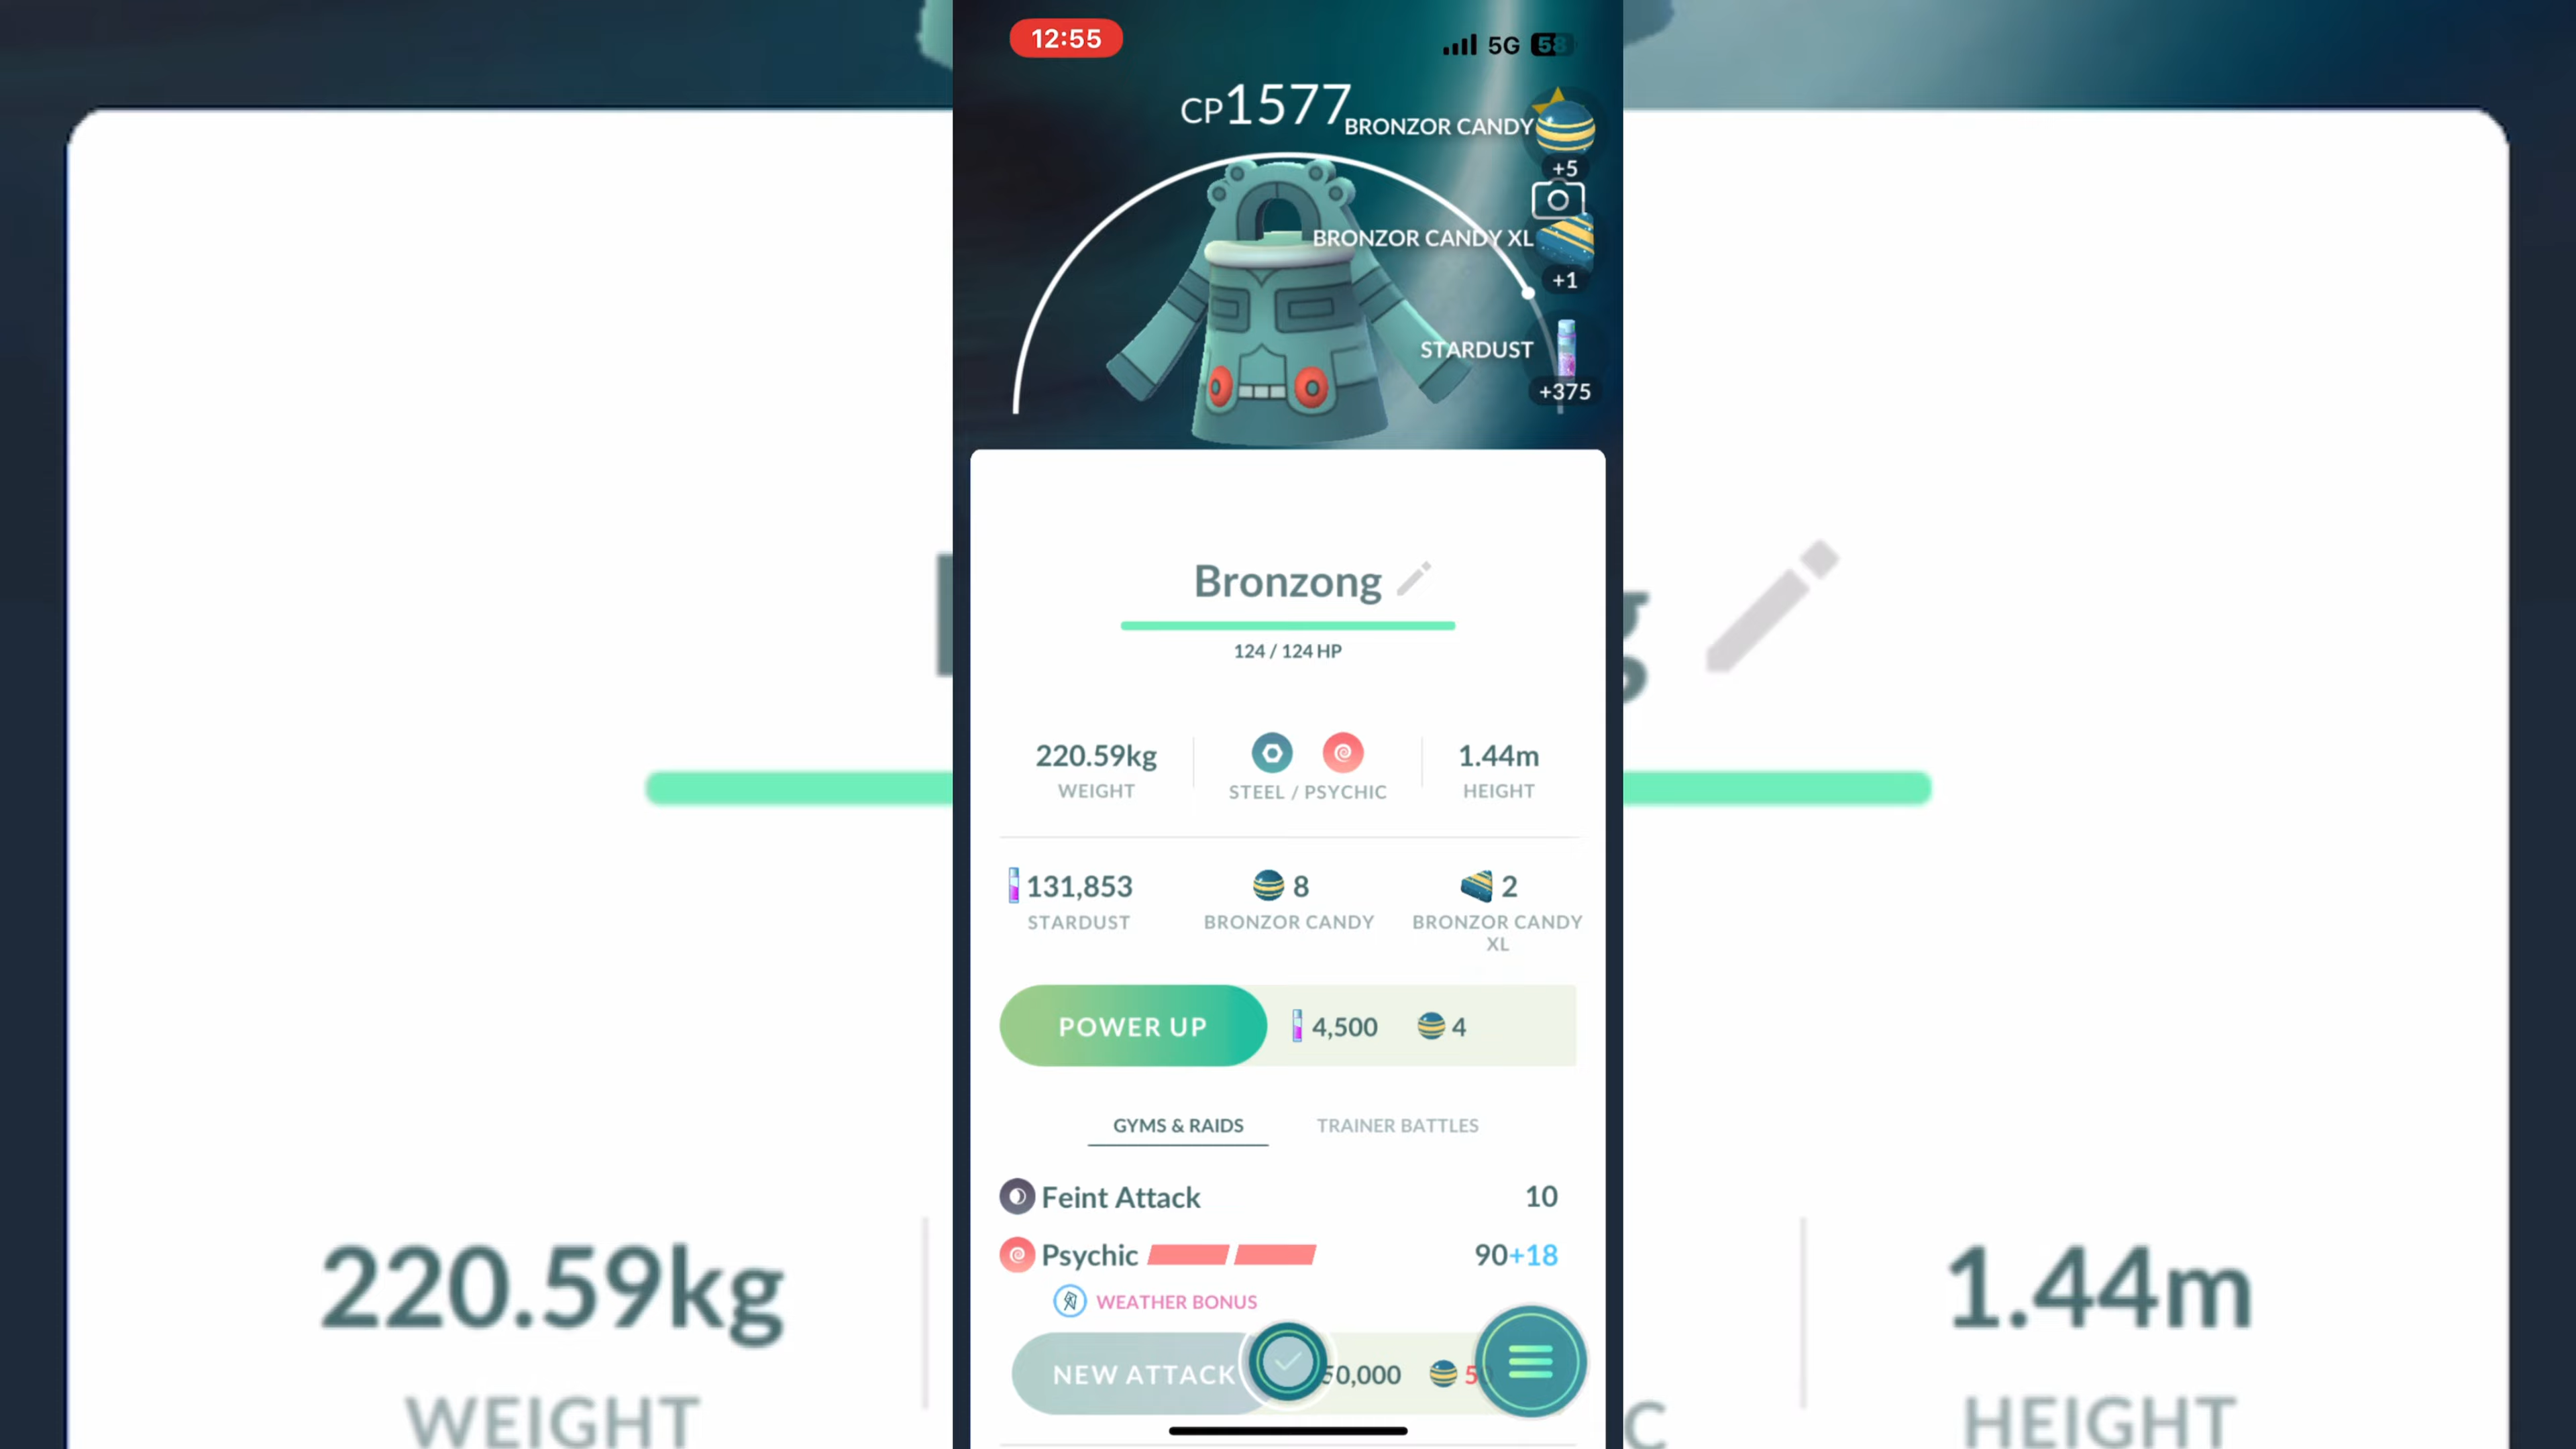 12:55
5G 58
CP1577
BRONZOR CANDY
+5
BRONZOR CANDY XL
+1
STARDUST
+375
Bronzong
124 / 124 HP
220.59kg
WEIGHT
STEEL / PSYCHIC
1.44m
HEIGHT
131,853
STARDUST
8
BRONZOR CANDY
2
BRONZOR CANDY
XL
POWER UP 4,500 4
GYMS & RAIDS TRAINER BATTLES
Feint Attack 10
Psychic 90+18
WEATHER BONUS
NEW ATTACK
220.59kg
WEIGHT
g
1.44m
HEIGHT
C